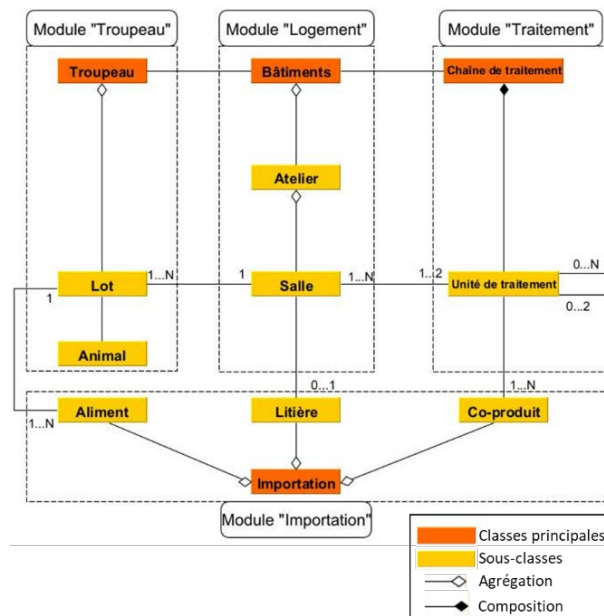 Module "Troupeau"
Module "Logement"
Module "Traitement"
Troupeau
Bâtiments
Chaîne de traitement
Atelier
1...N
1
1...N
1...2
0...N
1
Lot
Salle
Unité de traitement
0...2
Animal
0...1
1...N
Aliment
Litière
Co-produit
1...N
Importation
Module "Importation"
Classes principales
Sous-classes
Agrégation
Composition